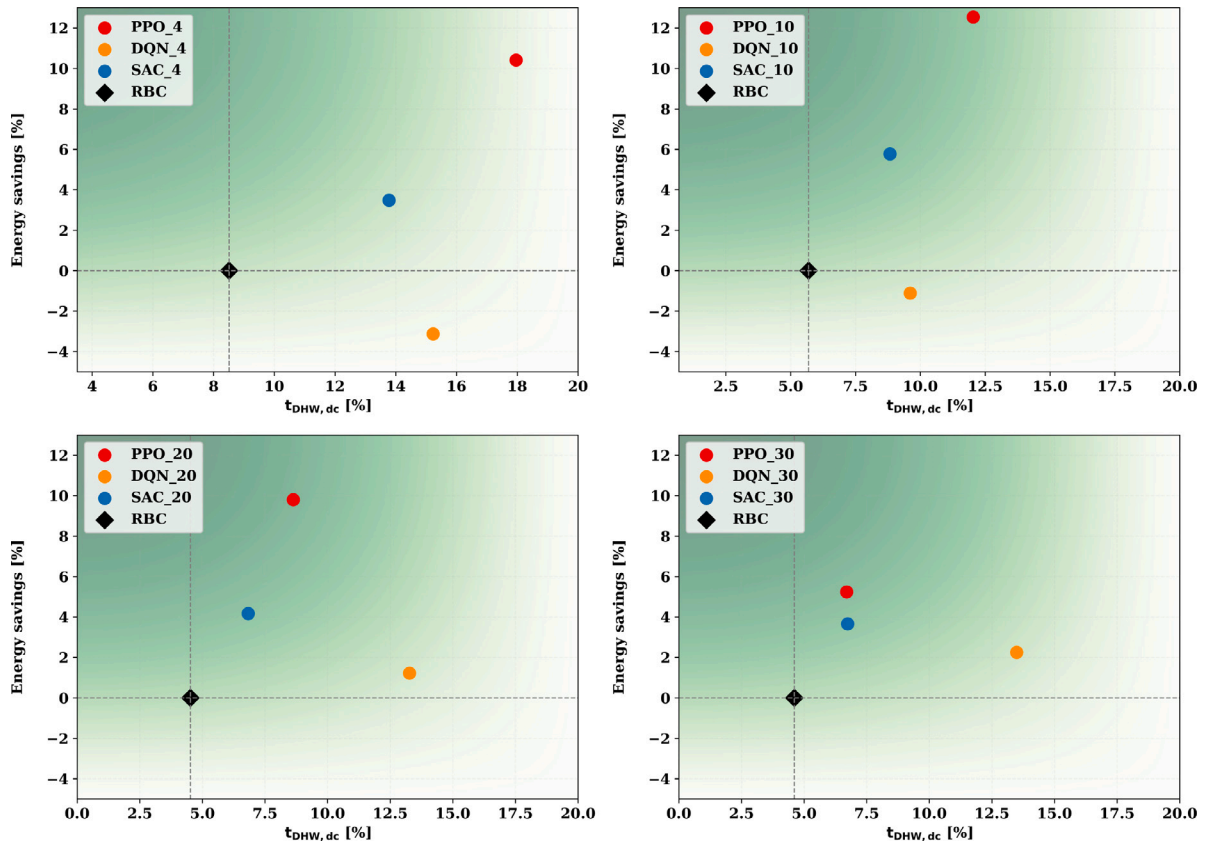 PPO_4
DQN_4
SAC_4
RBC
Energy savings [%]
12
10
8
6
4
2
0
−2
−4
4 6 8 10 12 14 16 18 20
t_DHW, dc [%]
PPO_10
DQN_10
SAC_10
RBC
Energy savings [%]
12
10
8
6
4
2
0
−2
−4
2.5 5.0 7.5 10.0 12.5 15.0 17.5 20.0
t_DHW, dc [%]
PPO_20
DQN_20
SAC_20
RBC
Energy savings [%]
12
10
8
6
4
2
0
−2
−4
0.0 2.5 5.0 7.5 10.0 12.5 15.0 17.5 20.0
t_DHW, dc [%]
PPO_30
DQN_30
SAC_30
RBC
Energy savings [%]
12
10
8
6
4
2
0
−2
−4
0.0 2.5 5.0 7.5 10.0 12.5 15.0 17.5 20.0
t_DHW, dc [%]